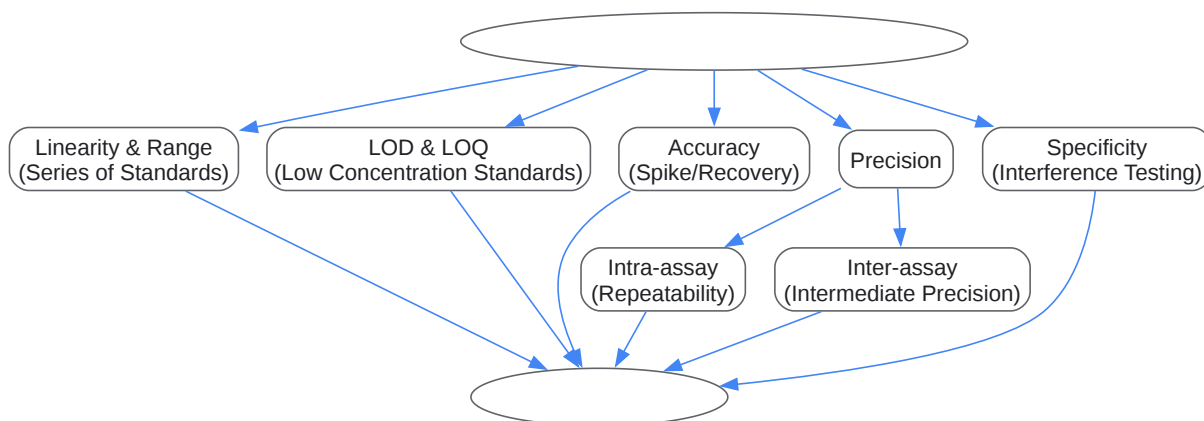 Linearity & Range
(Series of Standards)
LOD & LOQ
(Low Concentration Standards)
Accuracy
(Spike/Recovery)
Precision
Specificity
(Interference Testing)
Intra-assay
(Repeatability)
Inter-assay
(Intermediate Precision)